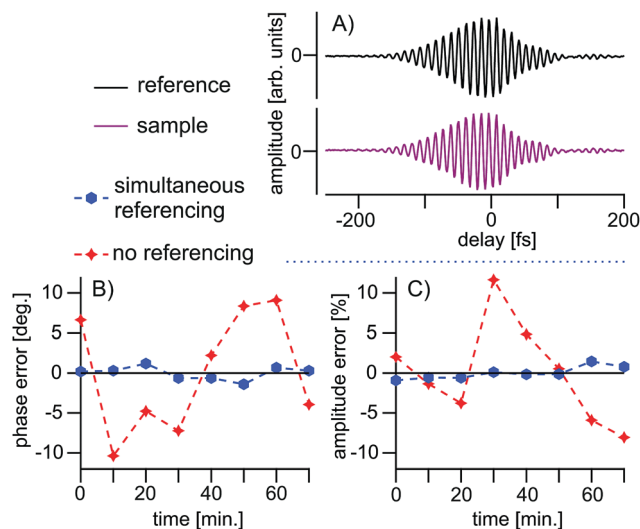 A)
amplitude [arb. units]
0
0
reference
sample
simultaneous
referencing
no referencing
-200
0
200
delay [fs]
B)
phase error [deg.]
10
5
0
-5
-10
0
20
40
60
time [min.]
C)
amplitude error [%]
10
5
0
-5
-10
0
20
40
60
time [min.]